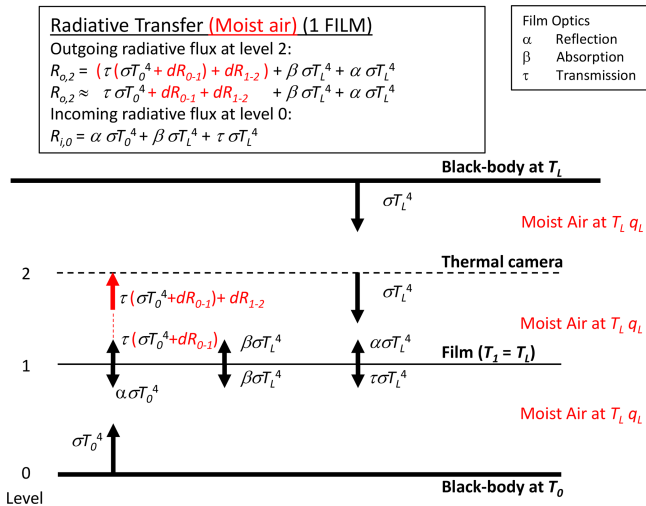 Radiative Transfer (Moist air) (1 FILM)
Outgoing radiative flux at level 2:
Ro,2 = (τ(σT0⁴ + dR0-1) + dR1-2) + β σTL⁴ + α σTL⁴
Ro,2 ≈ τ σT0⁴ + dR0-1 + dR1-2 + β σTL⁴ + α σTL⁴
Incoming radiative flux at level 0:
Ri,0 = α σT0⁴ + β σTL⁴ + τ σTL⁴
Film Optics
α Reflection
β Absorption
τ Transmission
Black-body at TL
σTL⁴
Moist Air at TL qL
Thermal camera
2
τ(σT0⁴+dR0-1)+ dR1-2
σTL⁴
Moist Air at TL qL
τ(σT0⁴+dR0-1)
βσTL⁴
ασTL⁴
Film (T1 = TL)
1
ασT0⁴
βσTL⁴
τσTL⁴
Moist Air at TL qL
σT0⁴
0
Black-body at T0
Level